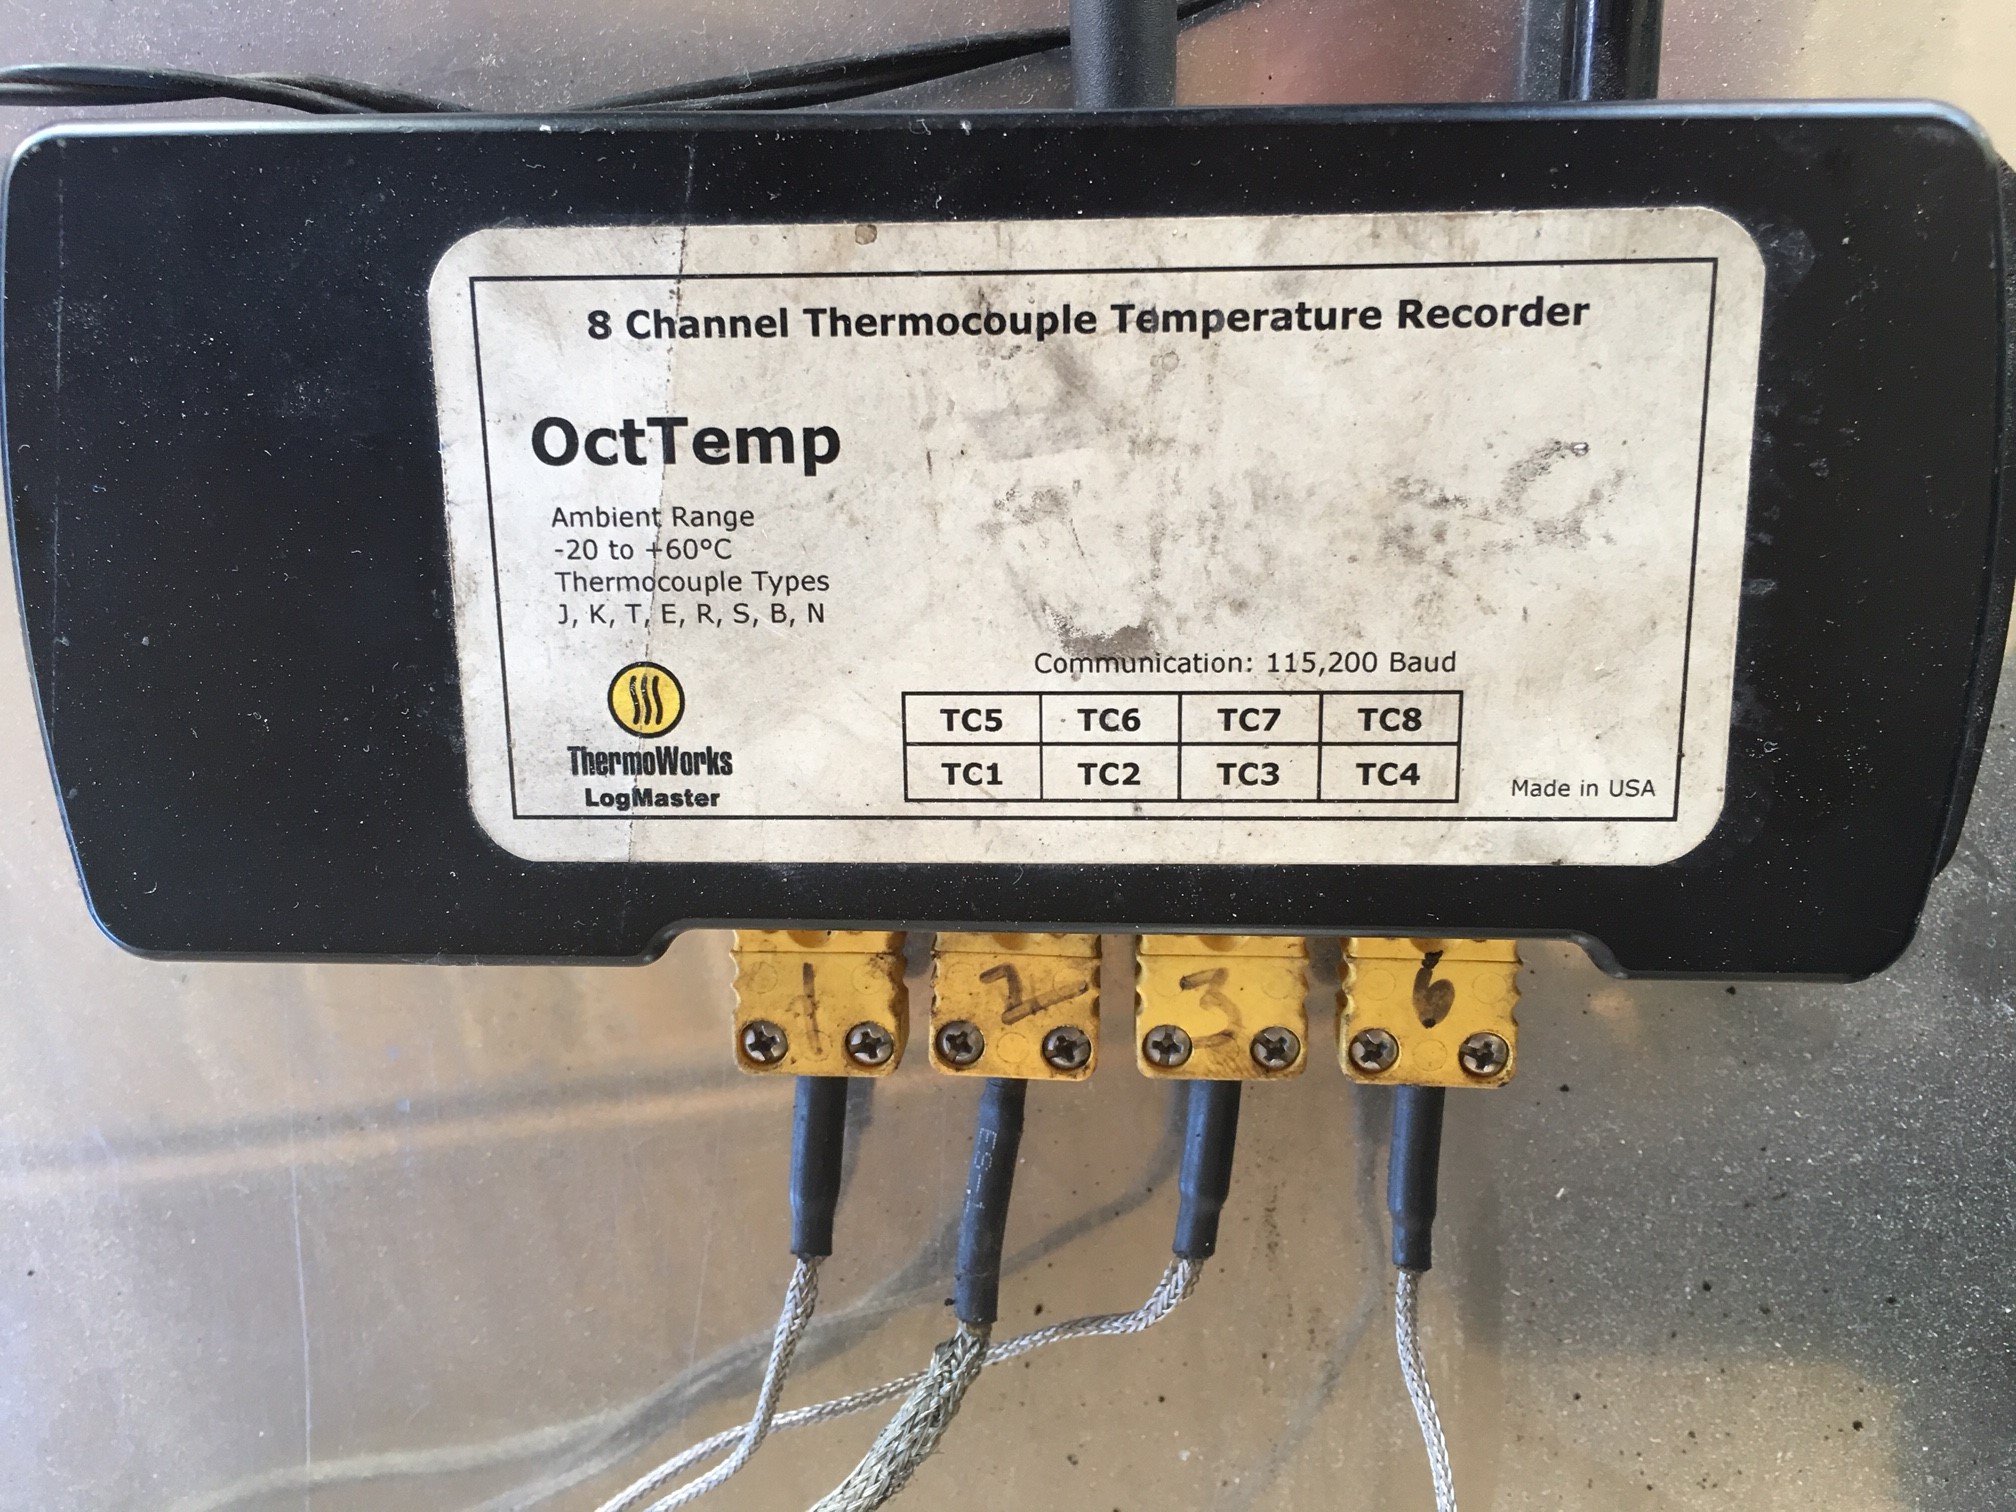 8 Channel Thermocouple Temperature Recorder
OctTemp
Ambient Range
-20 to +60°C
Thermocouple Types
J, K, T, E, R, S, B, N
ThermoWorks
LogMaster
Communication: 115,200 Baud
TC5 TC6 TC7 TC8
TC1 TC2 TC3 TC4
Made in USA
1 2 3 6